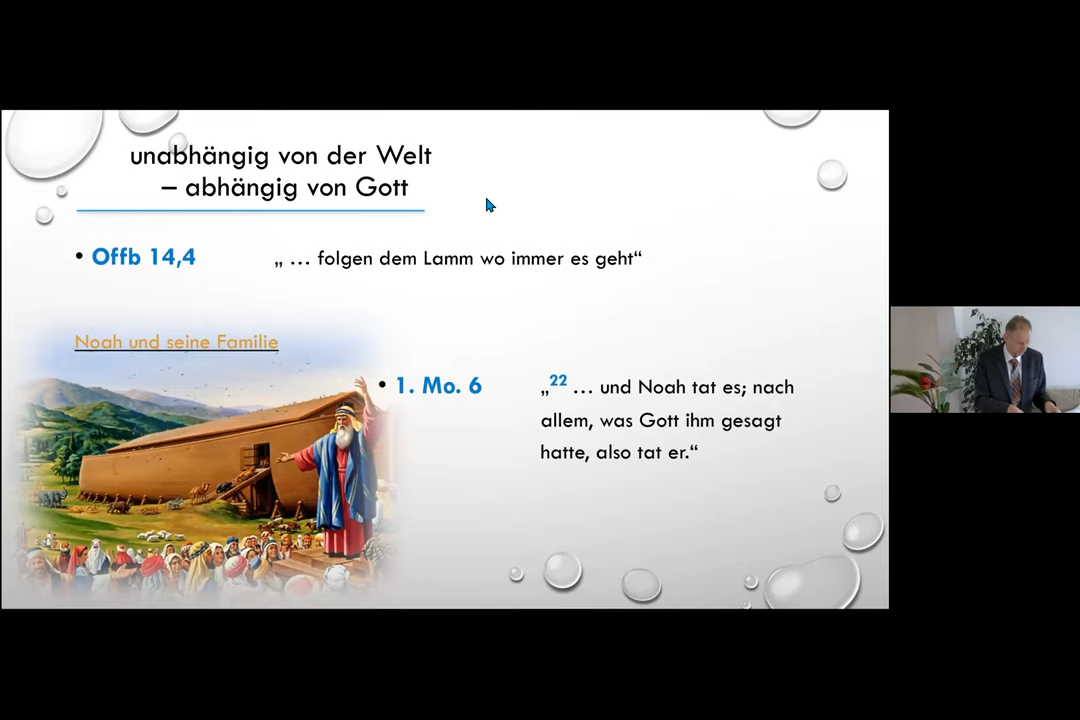 unabhängig von der Welt
– abhängig von Gott
• Offb 14,4 „ … folgen dem Lamm wo immer es geht“
Noah und seine Familie
• 1. Mo. 6 „22 … und Noah tat es; nach
allem, was Gott ihm gesagt
hatte, also tat er.“